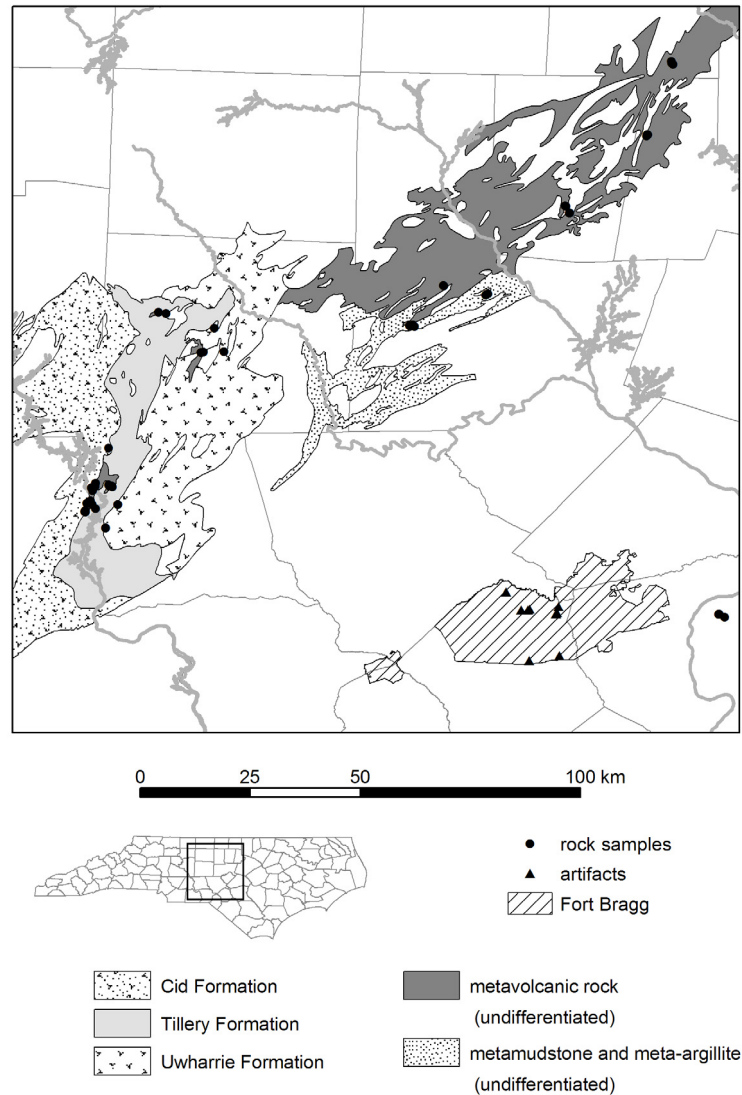 0 25 50 100 km
rock samples
artifacts
Fort Bragg
Cid Formation
Tillery Formation
Uwharrie Formation
metavolcanic rock
(undifferentiated)
metamudstone and meta-argillite
(undifferentiated)